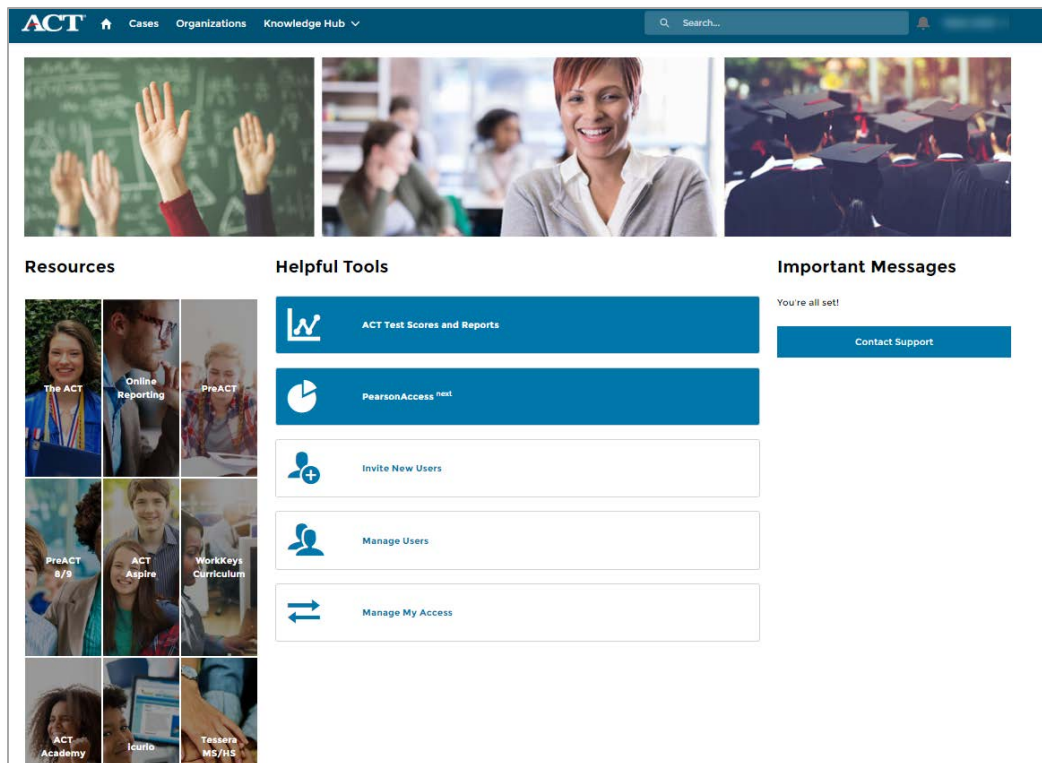 ACT Cases Organizations Knowledge Hub Search...
Resources
The ACT
Online
Reporting
PreACT
PreACT
8/9
ACT
Aspire
WorkKeys
Curriculum
ACT
Academy
icurio
Tessera
MS/HS
Helpful Tools
ACT Test Scores and Reports
PearsonAccess next
Invite New Users
Manage Users
Manage My Access
Important Messages
You're all set!
Contact Support